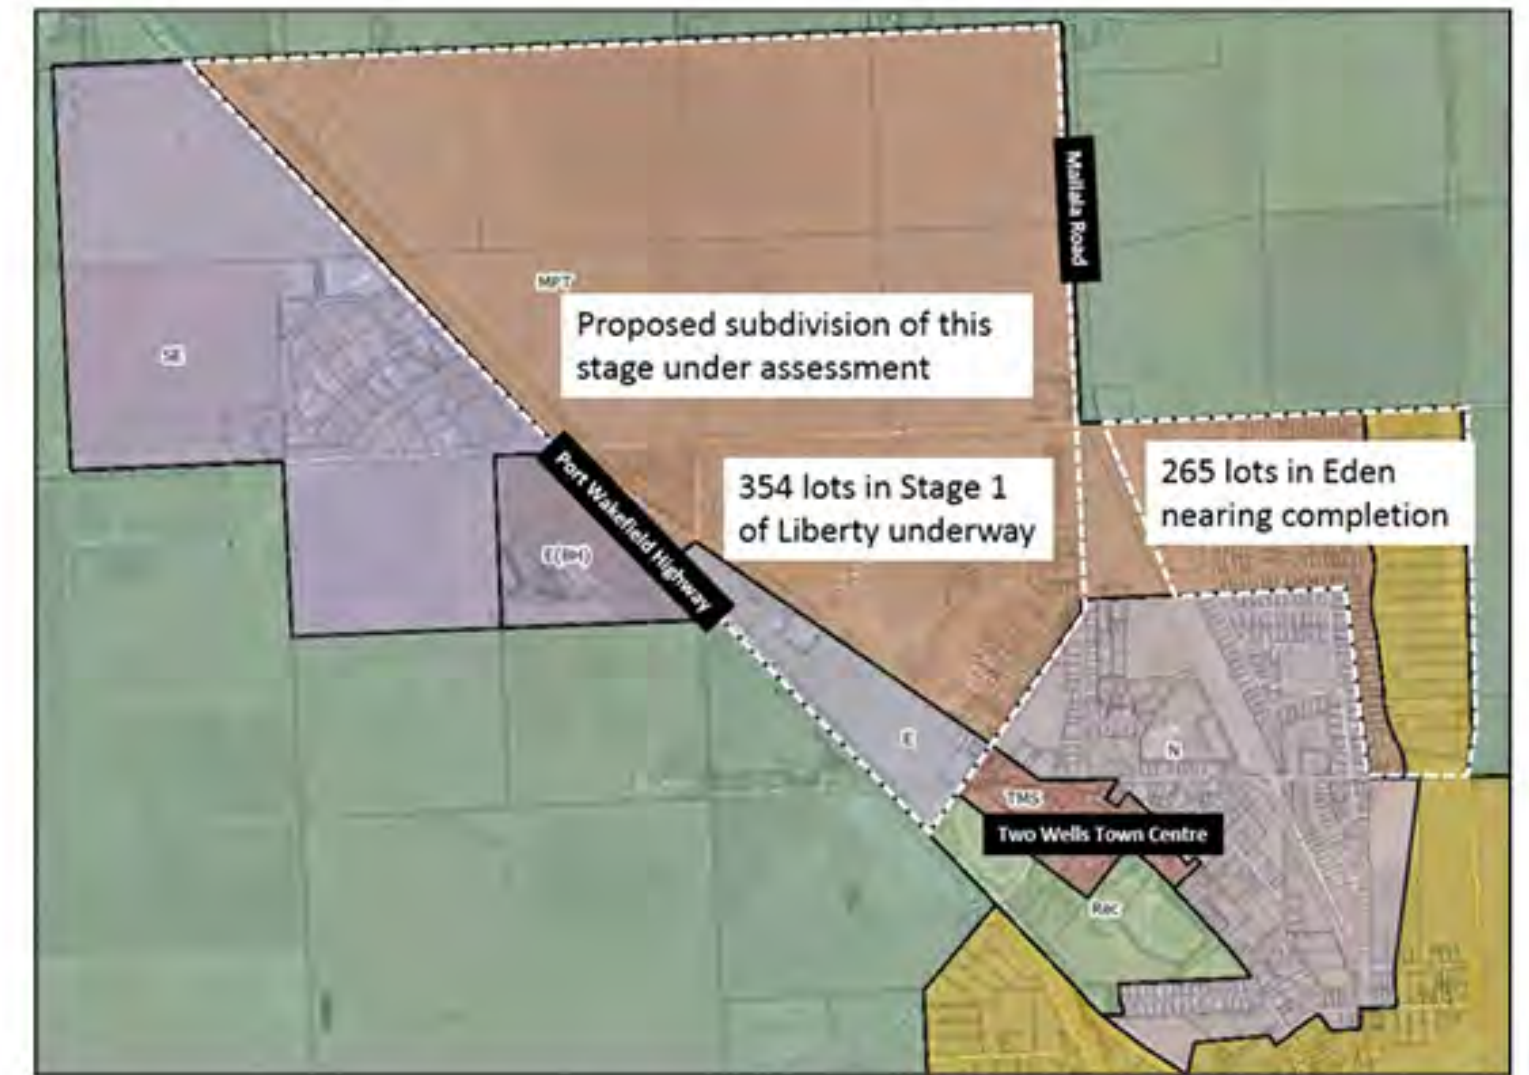 Mallala Road
MPT
Proposed subdivision of this
stage under assessment
SE
265 lots in Eden
nearing completion
354 lots in Stage 1
of Liberty underway
Port Wakefield Highway
E(BH)
E
N
TMS
Two Wells Town Centre
Rec